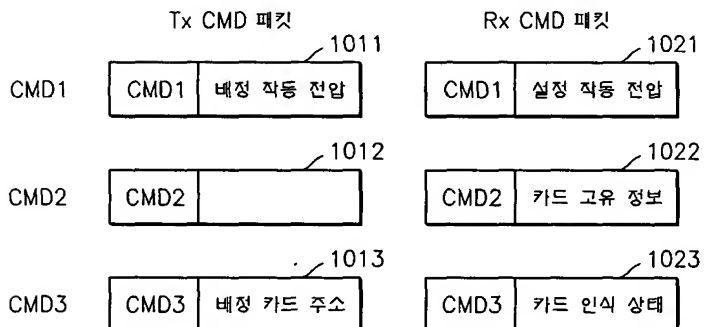 Tx CMD 패킷 Rx CMD 패킷
1011 1021
CMD1 CMD1 배정 작동 전압 CMD1 설정 작동 전압
1012 1022
CMD2 CMD2 CMD2 카드 고유 정보
1013 1023
CMD3 CMD3 배정 카드 주소 CMD3 카드 인식 상태